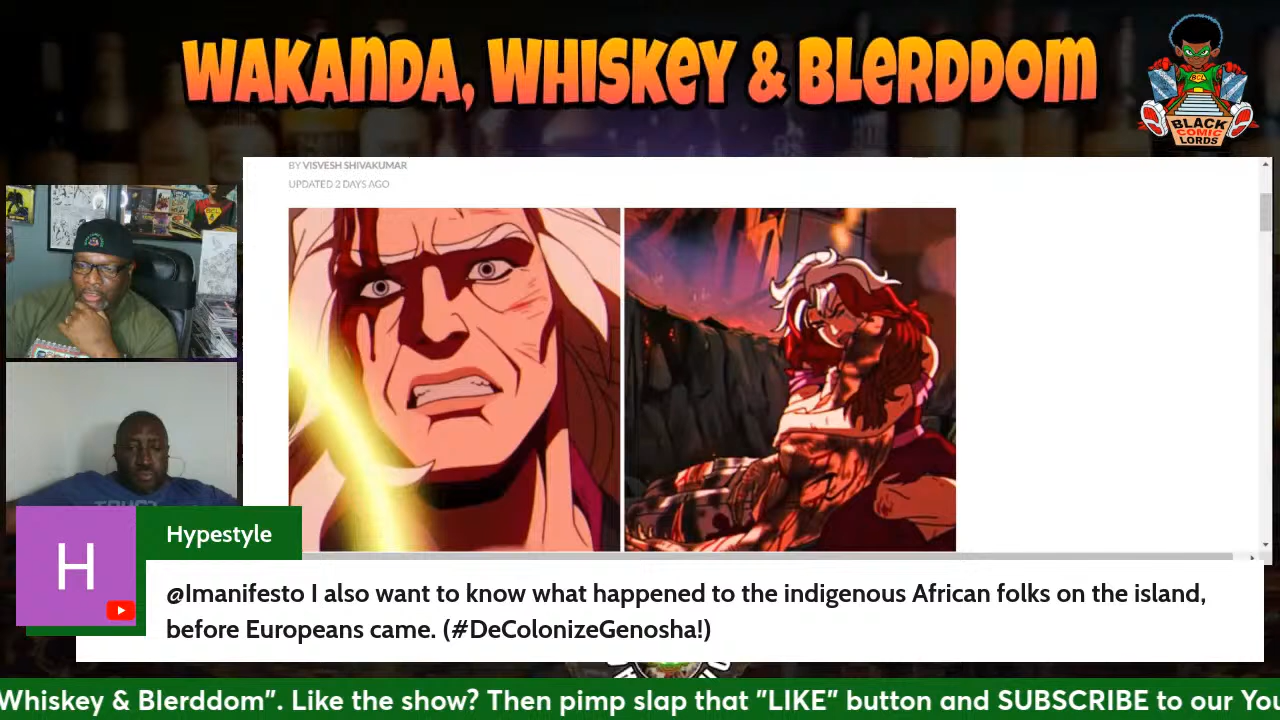 WAKANDA, WHISKEY & BLERDDOM
BCL
BLACK
COMIC
LORDS
BY VISVESH SHIVAKUMAR
UPDATED 2 DAYS AGO
H
Hypestyle
@Imanifesto I also want to know what happened to the indigenous African folks on the island,
before Europeans came. (#DeColonizeGenosha!)
Whiskey & Blerddom". Like the show? Then pimp slap that "LIKE" button and SUBSCRIBE to our You